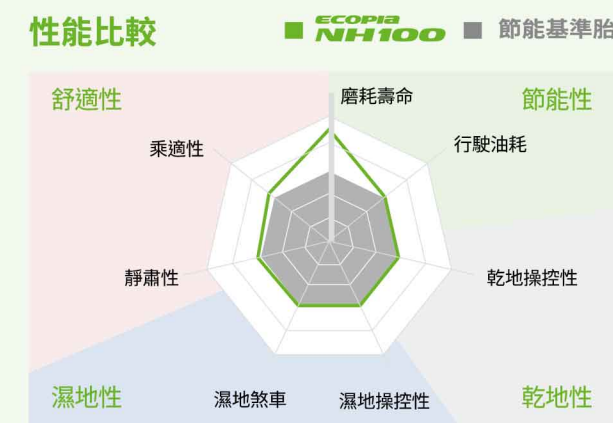 性能比較
ECOPIA
NH100
節能基準胎
舒適性
磨耗壽命
節能性
乘適性
行駛油耗
靜肅性
乾地操控性
濕地性
濕地煞車
濕地操控性
乾地性